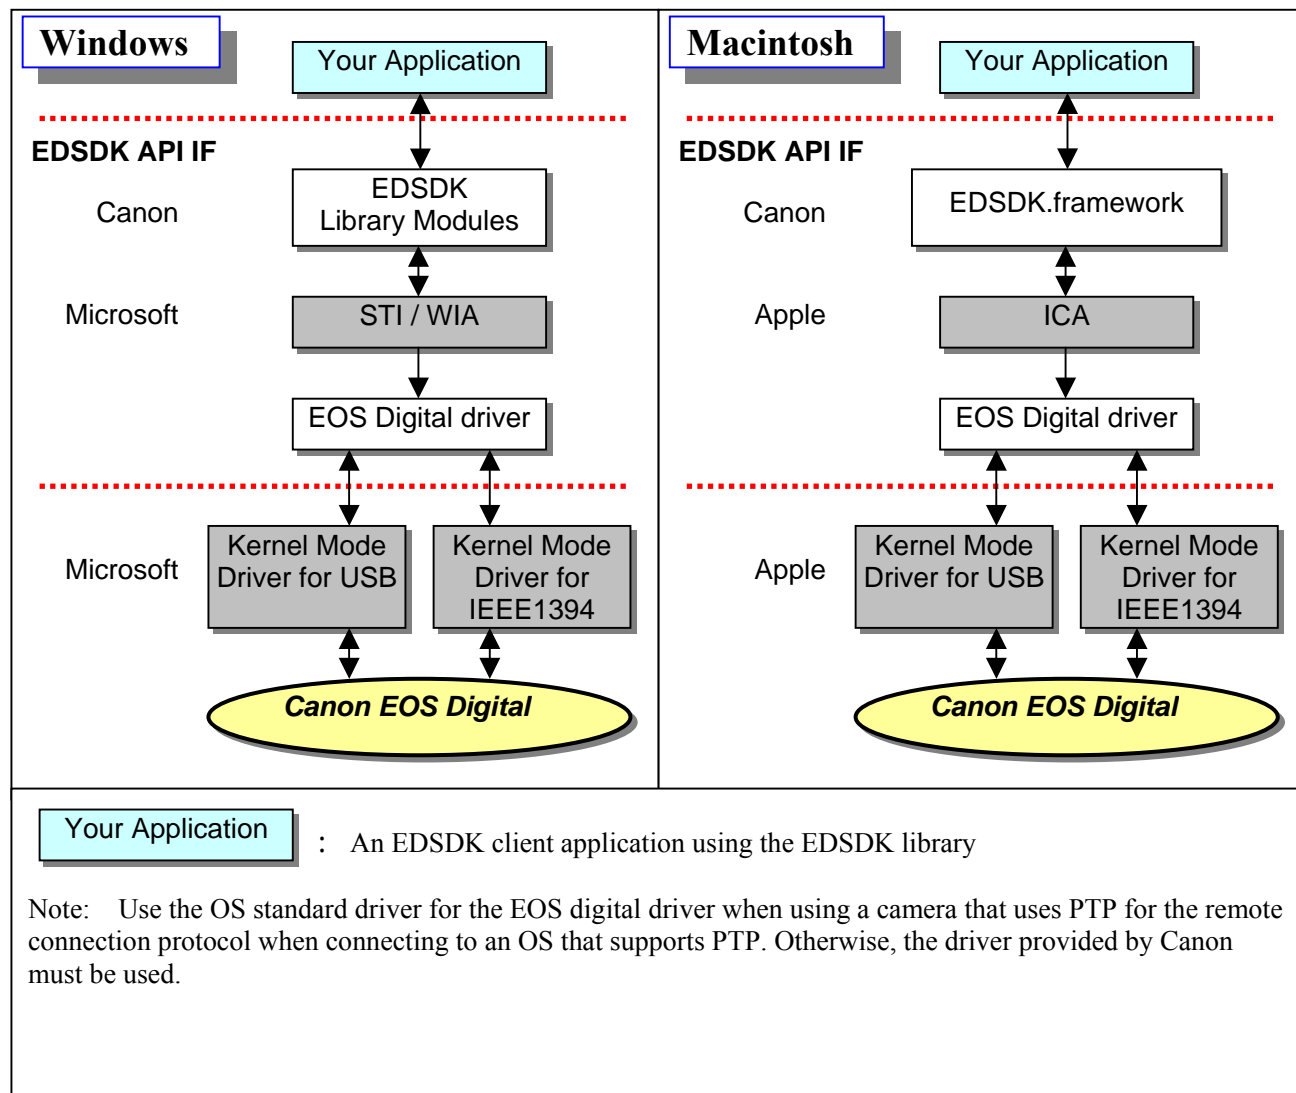 Windows
Your Application
EDSDK API IF
Canon
EDSDK
Library Modules
Microsoft
STI / WIA
EOS Digital driver
Microsoft
Kernel Mode
Driver for USB
Kernel Mode
Driver for
IEEE1394
Canon EOS Digital
Macintosh
Your Application
EDSDK API IF
Canon
EDSDK.framework
Apple
ICA
EOS Digital driver
Apple
Kernel Mode
Driver for USB
Kernel Mode
Driver for
IEEE1394
Canon EOS Digital
Your Application : An EDSDK client application using the EDSDK library
Note: Use the OS standard driver for the EOS digital driver when using a camera that uses PTP for the remote
connection protocol when connecting to an OS that supports PTP. Otherwise, the driver provided by Canon
must be used.